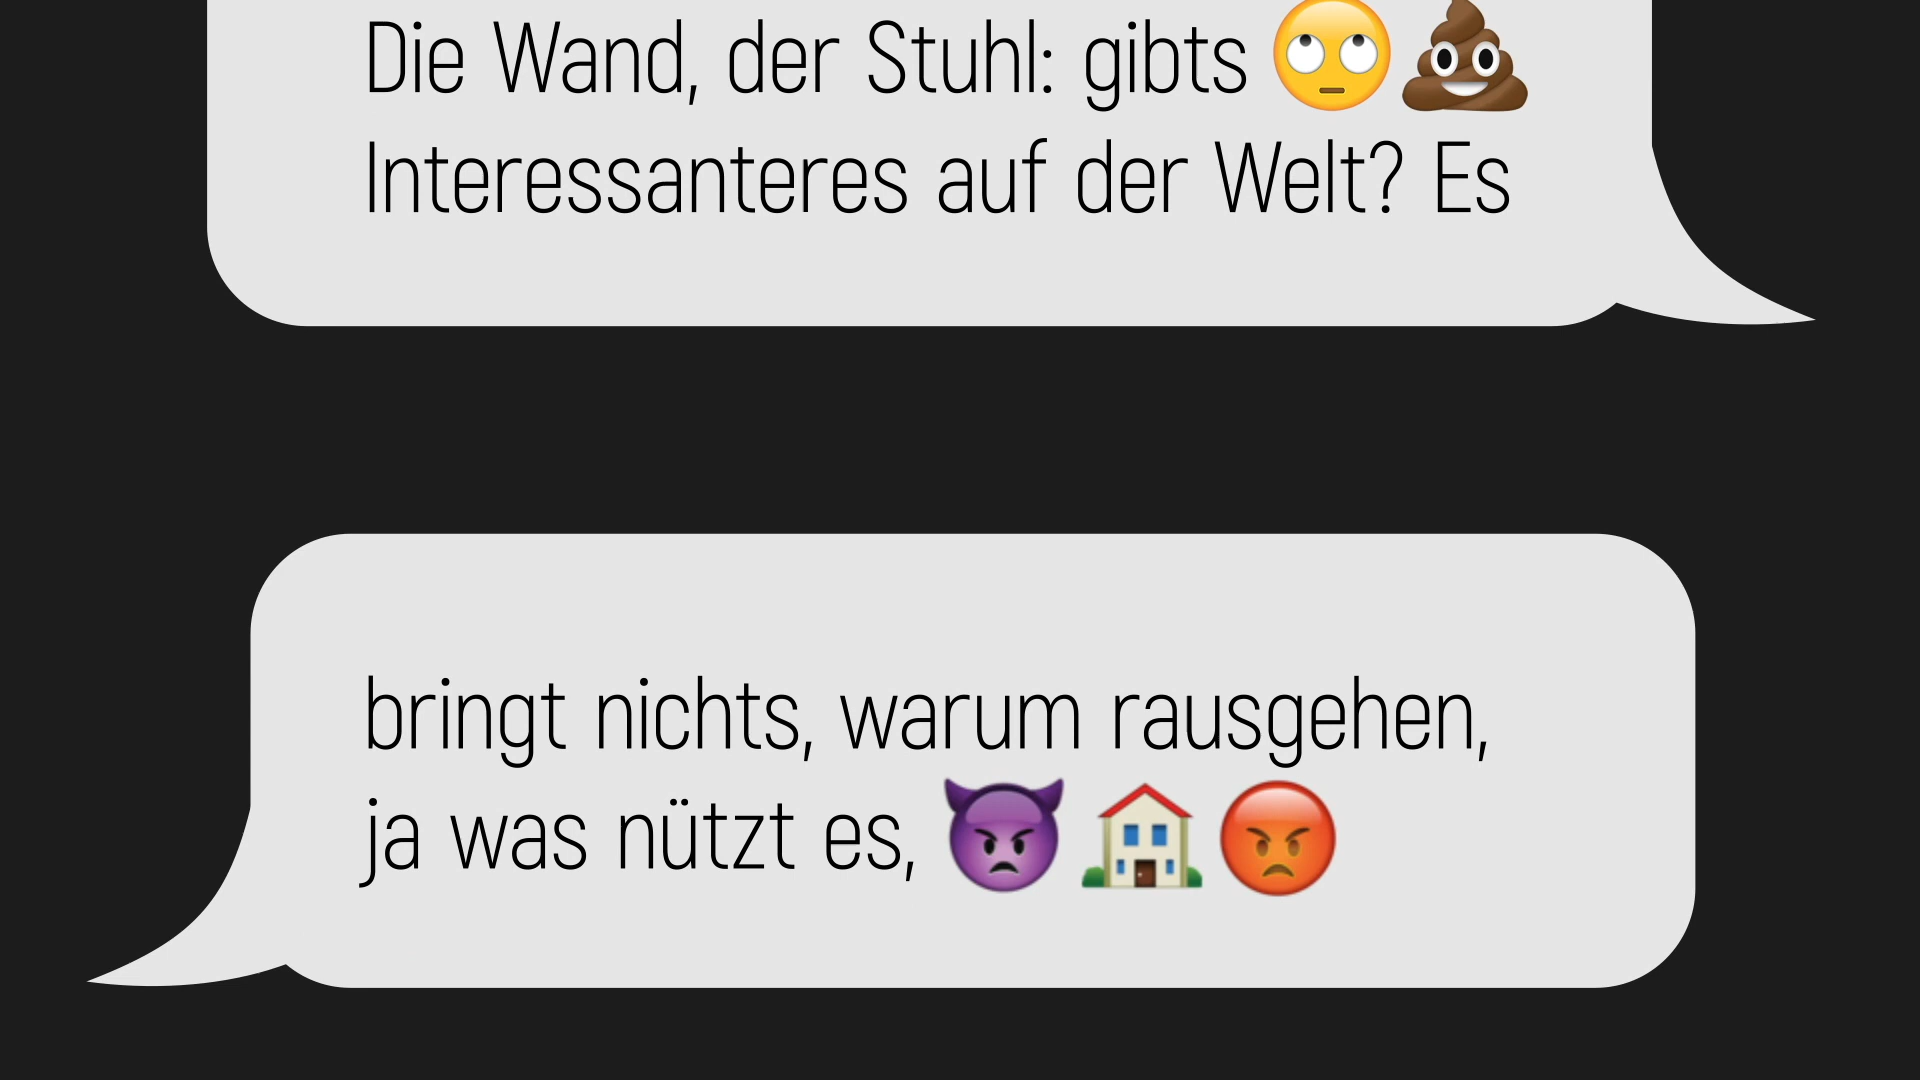 Die Wand, der Stuhl: gibts 🙄💩
Interessanteres auf der Welt? Es
bringt nichts, warum rausgehen,
ja was nützt es, 👿🏠😡